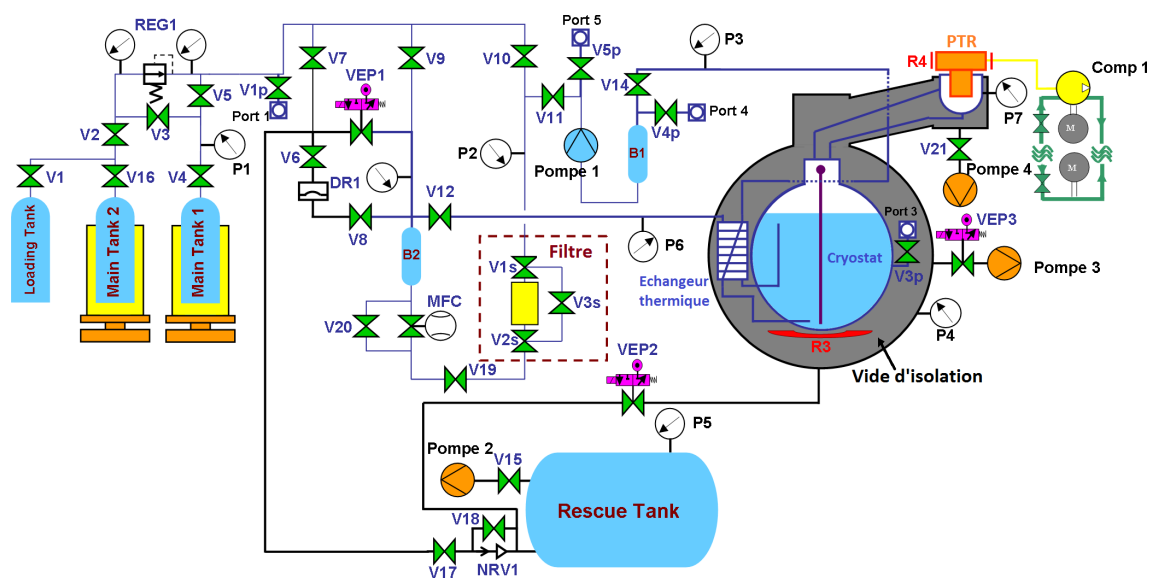 REG1
P3
Port 5
PTR
R4
Comp 1
V7
VEP1
V9
V10
V5p
V14
V1p
V5
Port 1
V11
Port 4
V4p
P7
M
V2
V3
P1
V6
P2
Pompe 1
B1
V21
M
Pompe 4
V1
V16
V4
DR1
V12
Port 3
VEP3
Loading Tank
Main Tank 2
Main Tank 1
V8
B2
P6
Filtre
V1s
Echangeur
thermique
Cryostat
V3p
Pompe 3
V20
MFC
V3s
V2s
R3
P4
VEP2
V19
Vide d'isolation
P5
Pompe 2
V15
Rescue Tank
V18
V17
NRV1